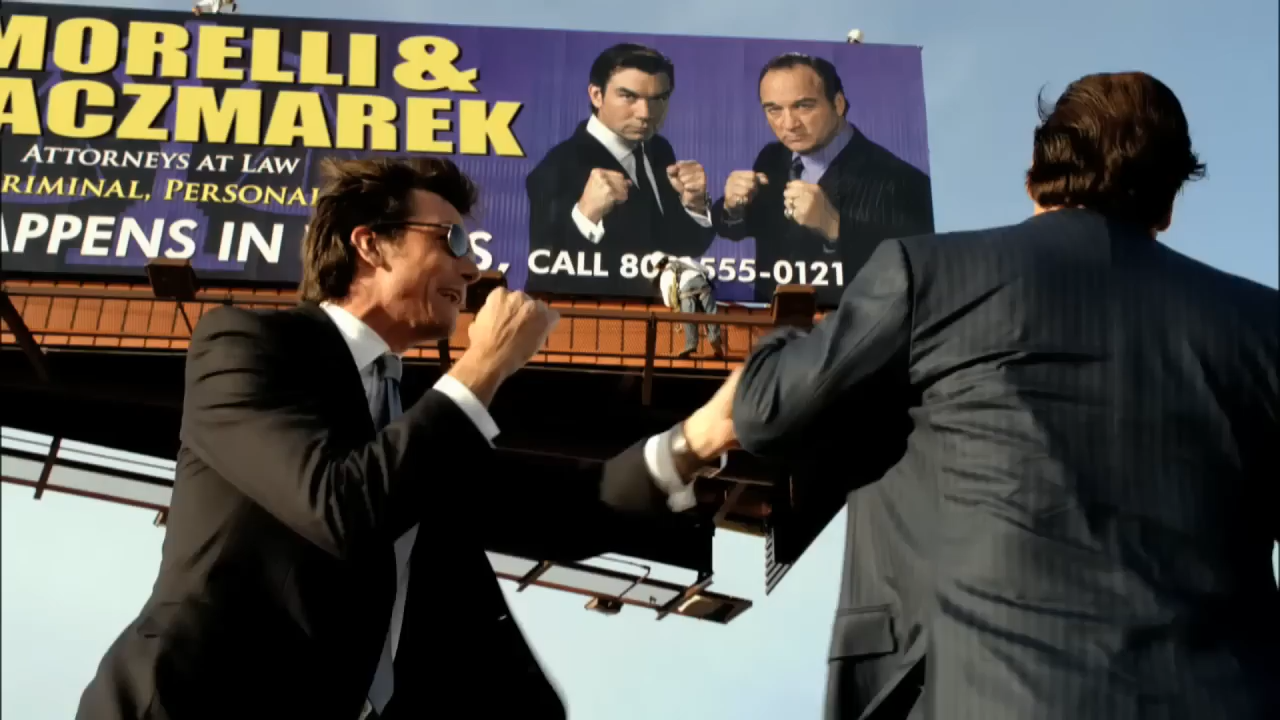 MORELLI &
ACZMAREK
ATTORNEYS AT LAW
RIMINAL, PERSONAL
APPENS IN
S,
CALL 80 555-0121